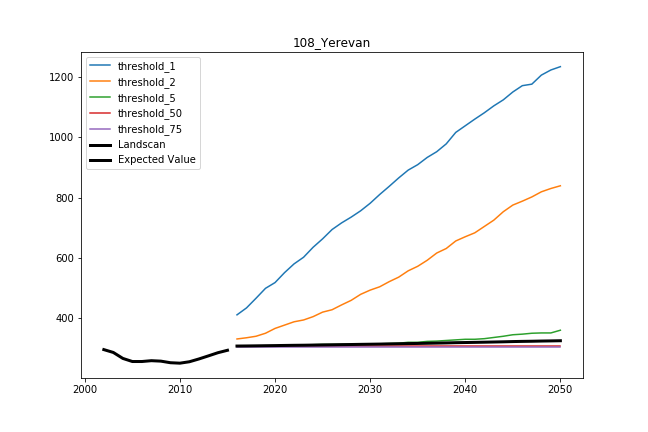 108_Yerevan
threshold_1
threshold_2
threshold_5
threshold_50
threshold_75
Landscan
Expected Value
1200
1000
800
600
400
2000 2010 2020 2030 2040 2050